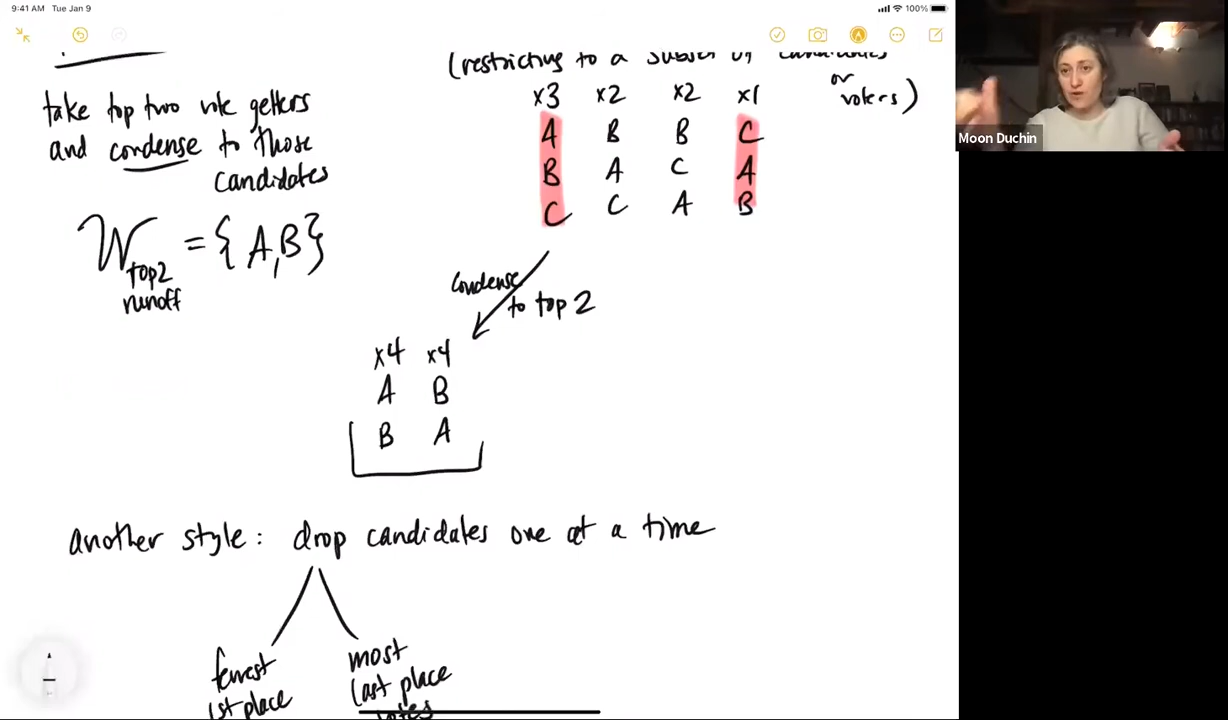 9:41 AM Tue Jan 9
100%
(restricting to a subset of candidates
or
voters)
take top two vote getters
and condense to those
candidates
W top2 runoff = {A,B}
x3 x2 x2 x1
A B B C
B A C A
C C A B
condense
to top 2
x4 x4
A B
B A
another style: drop candidates one at a time
fewest
1st place
most
last place
votes
Moon Duchin